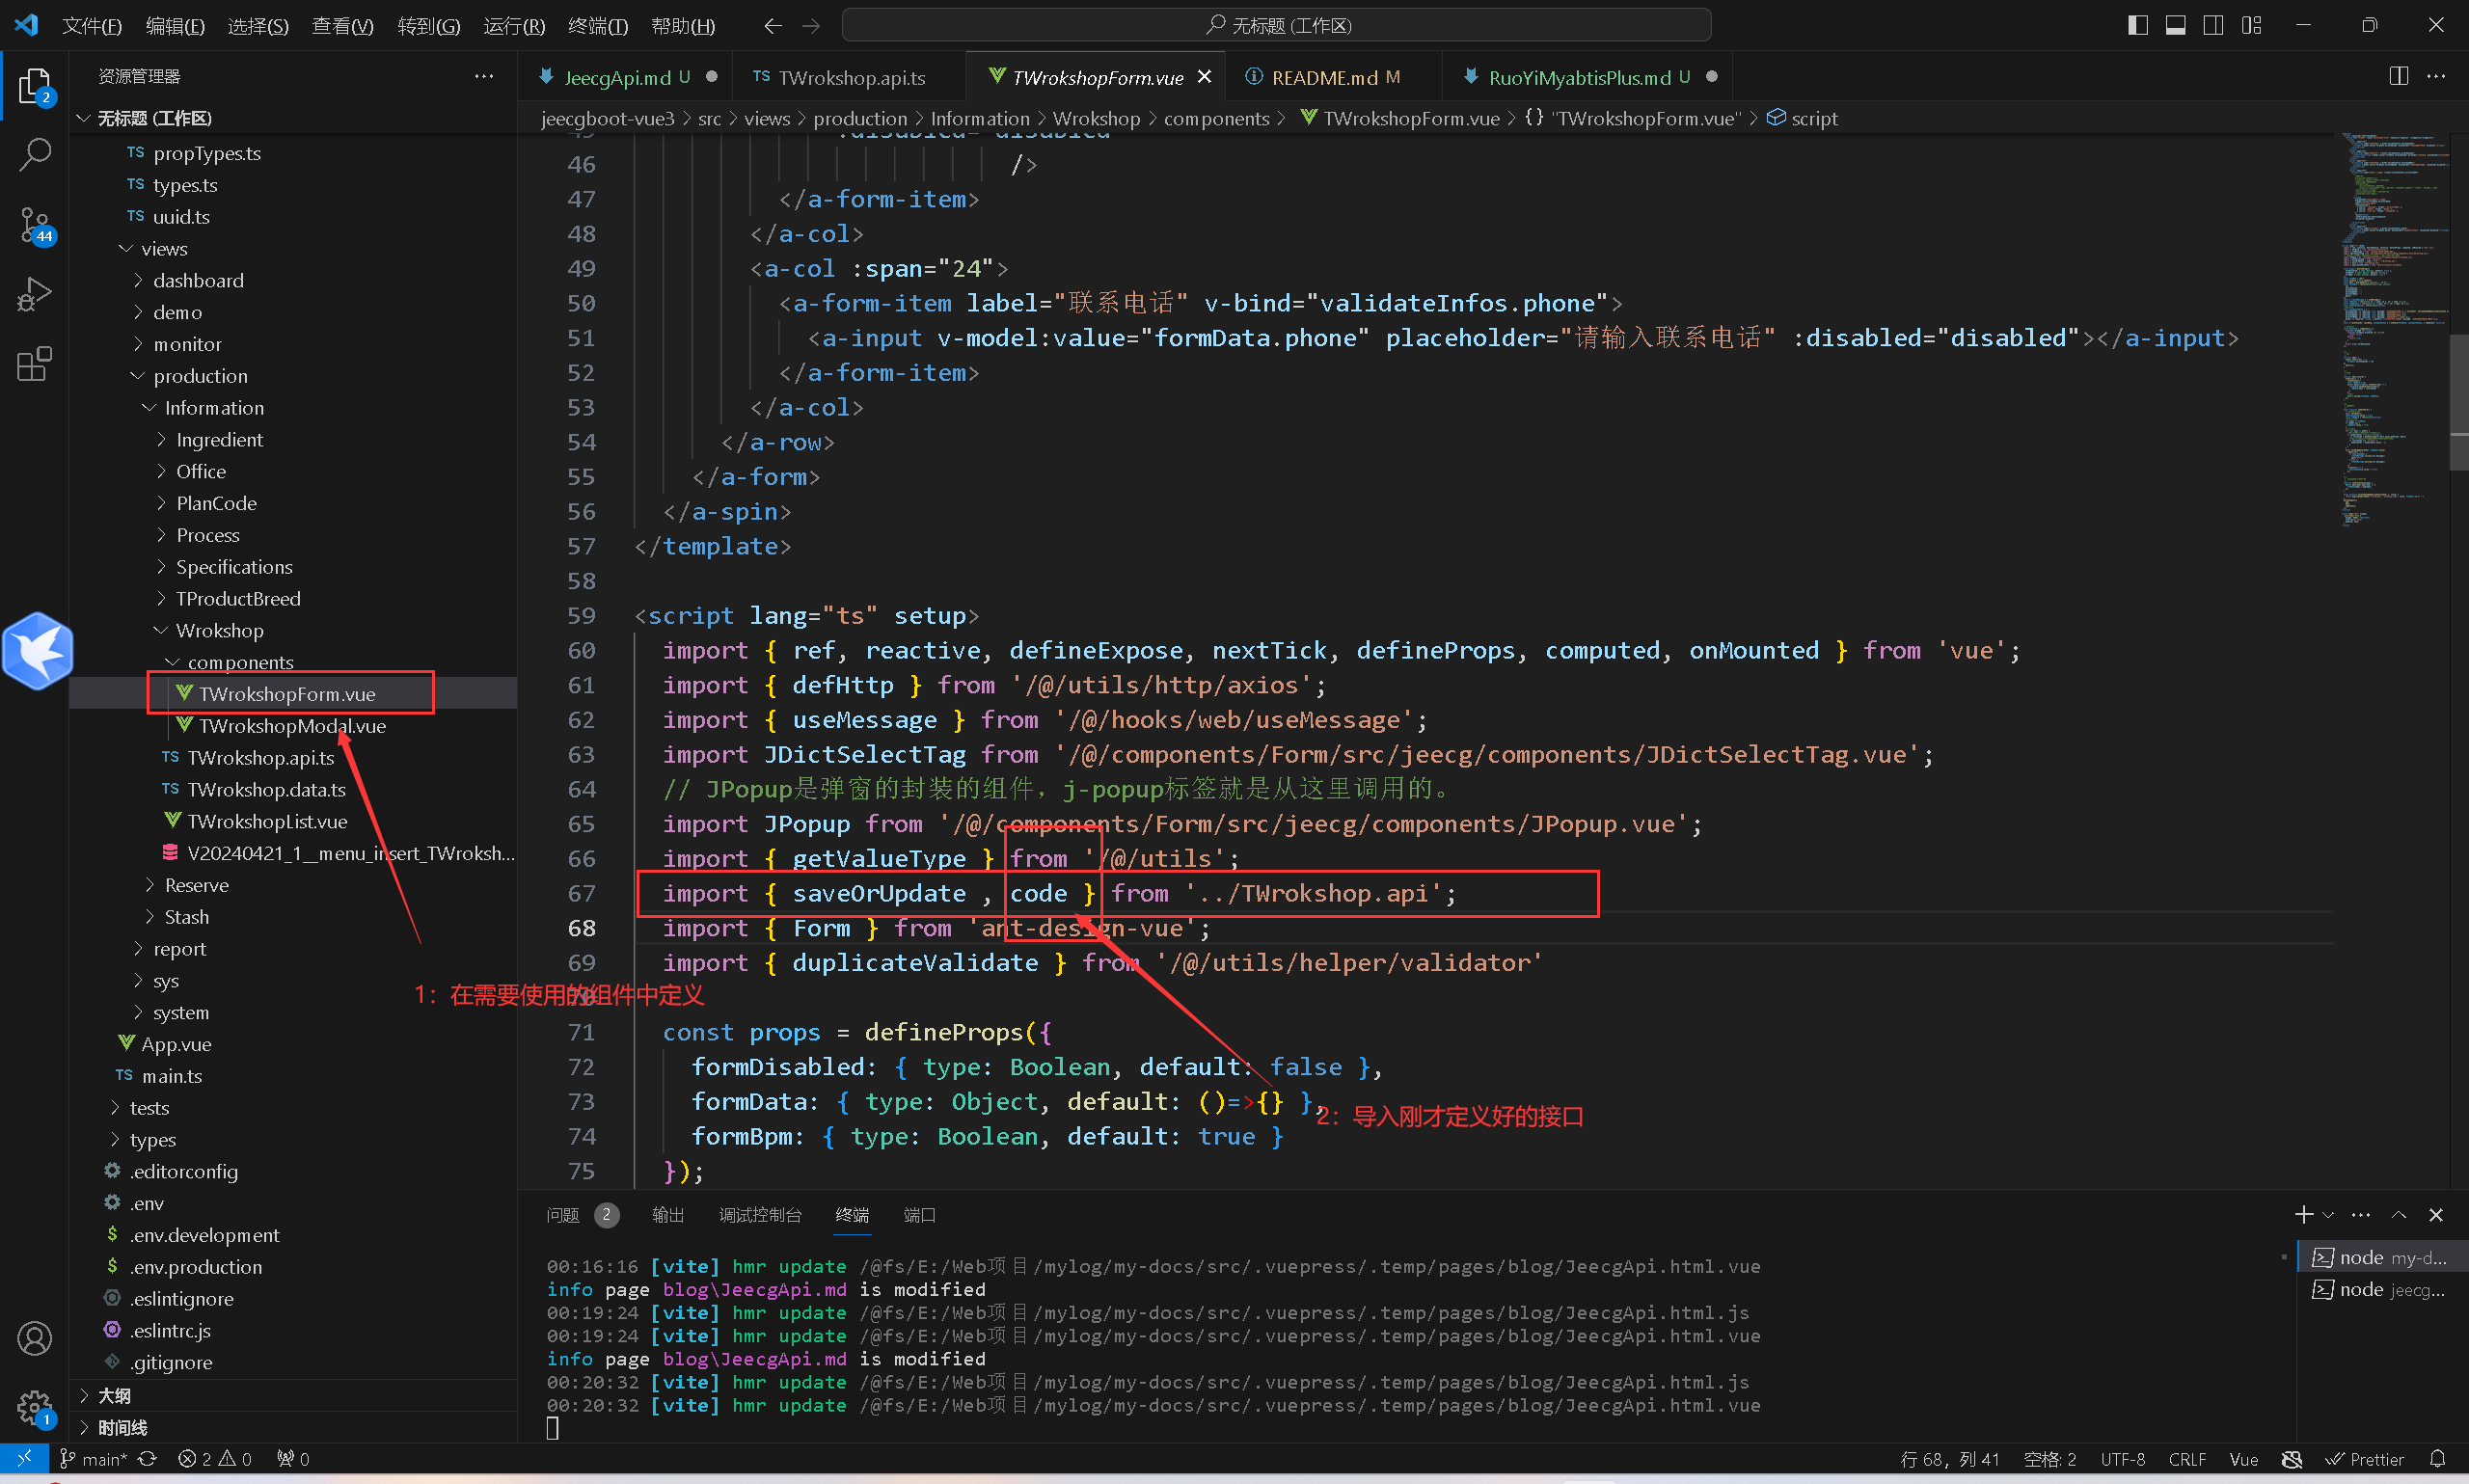 文件(F) 编辑(E) 选择(S) 查看(V) 转到(G) 运行(R) 终端(T) 帮助(H)
无标题 (工作区)
资源管理器
无标题 (工作区)
TS propTypes.ts
TS types.ts
TS uuid.ts
views
dashboard
demo
monitor
production
Information
Ingredient
Office
PlanCode
Process
Specifications
TProductBreed
Wrokshop
components
TWrokshopForm.vue
TWrokshopModal.vue
TS TWrokshop.api.ts
TS TWrokshop.data.ts
TWrokshopList.vue
V20240421_1__menu_insert_TWroksh...
Reserve
Stash
report
sys
system
App.vue
TS main.ts
tests
types
.editorconfig
.env
$ .env.development
$ .env.production
.eslintignore
.eslintrc.js
.gitignore
大纲
时间线
2
44
1
JeecgApi.md U
TS TWrokshop.api.ts
TWrokshopForm.vue
README.md M
RuoYiMyabtisPlus.md U
jeecgboot-vue3 > src > views > production > Information > Wrokshop > components > TWrokshopForm.vue > {} "TWrokshopForm.vue" > script
46 />
47 </a-form-item>
48 </a-col>
49 <a-col :span="24">
50 <a-form-item label="联系电话" v-bind="validateInfos.phone">
51 <a-input v-model:value="formData.phone" placeholder="请输入联系电话" :disabled="disabled"></a-input>
52 </a-form-item>
53 </a-col>
54 </a-row>
55 </a-form>
56 </a-spin>
57 </template>
58
59 <script lang="ts" setup>
60 import { ref, reactive, defineExpose, nextTick, defineProps, computed, onMounted } from 'vue';
61 import { defHttp } from '/@/utils/http/axios';
62 import { useMessage } from '/@/hooks/web/useMessage';
63 import JDictSelectTag from '/@/components/Form/src/jeecg/components/JDictSelectTag.vue';
64 // JPopup是弹窗的封装的组件，j-popup标签就是从这里调用的。
65 import JPopup from '/@/components/Form/src/jeecg/components/JPopup.vue';
66 import { getValueType } from '/@/utils';
67 import { saveOrUpdate , code } from '../TWrokshop.api';
68 import { Form } from 'ant-design-vue';
69 import { duplicateValidate } from '/@/utils/helper/validator'
1：在需要使用的组件中定义
71 const props = defineProps({
72 formDisabled: { type: Boolean, default: false },
73 formData: { type: Object, default: ()=>{} },
2：导入刚才定义好的接口
74 formBpm: { type: Boolean, default: true }
75 });
问题 2 输出 调试控制台 终端 端口
00:16:16 [vite] hmr update /@fs/E:/Web项目/mylog/my-docs/src/.vuepress/.temp/pages/blog/JeecgApi.html.vue
info page blog\JeecgApi.md is modified
00:19:24 [vite] hmr update /@fs/E:/Web项目/mylog/my-docs/src/.vuepress/.temp/pages/blog/JeecgApi.html.js
00:19:24 [vite] hmr update /@fs/E:/Web项目/mylog/my-docs/src/.vuepress/.temp/pages/blog/JeecgApi.html.vue
info page blog\JeecgApi.md is modified
00:20:32 [vite] hmr update /@fs/E:/Web项目/mylog/my-docs/src/.vuepress/.temp/pages/blog/JeecgApi.html.js
00:20:32 [vite] hmr update /@fs/E:/Web项目/mylog/my-docs/src/.vuepress/.temp/pages/blog/JeecgApi.html.vue
node my-d...
node jeecg...
main* 2 0 0
行 68，列 41 空格: 2 UTF-8 CRLF Vue Prettier